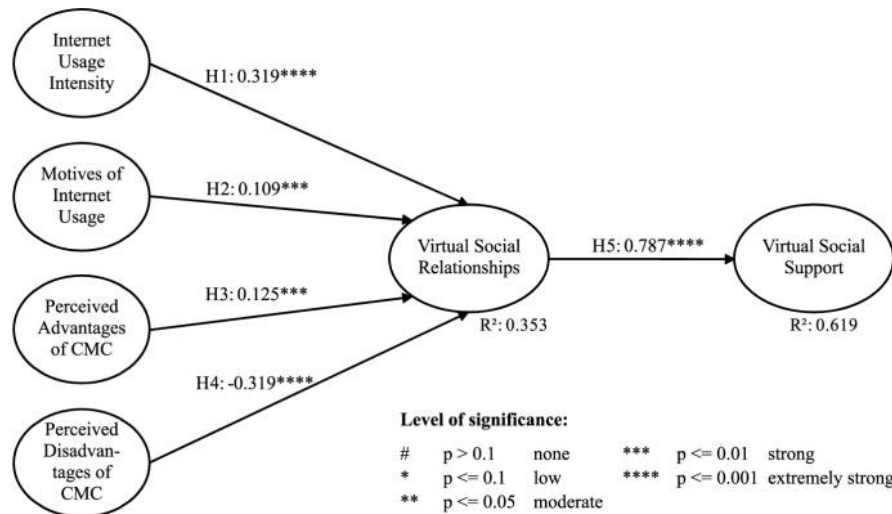 Internet
Usage
Intensity
H1: 0.319****
Motives of
Internet
Usage
H2: 0.109***
Virtual Social
Relationships
H5: 0.787****
Virtual Social
Support
H3: 0.125***
Perceived
Advantages
of CMC
R²: 0.353
R²: 0.619
H4: -0.319****
Perceived
Disadvan-
tages of
CMC
Level of significance:
# p > 0.1 none *** p <= 0.01 strong
* p <= 0.1 low **** p <= 0.001 extremely strong
** p <= 0.05 moderate